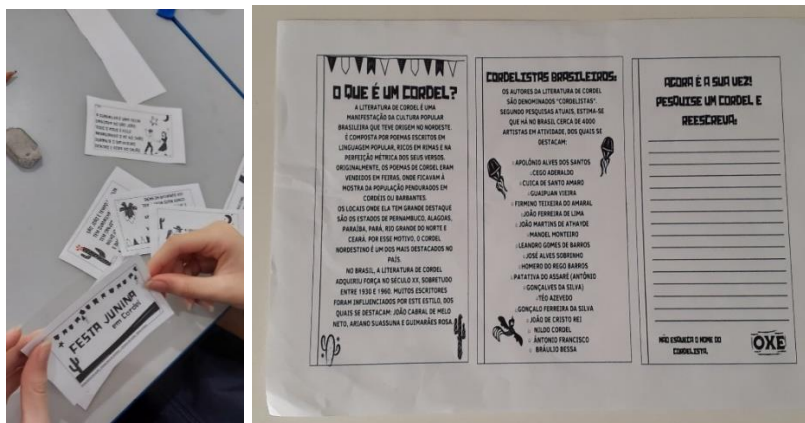 FESTA JUNINA
em Cordel
O QUE É UM CORDEL?
A LITERATURA DE CORDEL É UMA
MANIFESTAÇÃO DA CULTURA POPULAR
BRASILEIRA QUE TEVE ORIGEM NO NORDESTE.
É COMPOSTA POR POEMAS ESCRITOS EM
LINGUAGEM POPULAR, RICOS EM RIMAS E NA
PERFEIÇÃO MÉTRICA DOS SEUS VERSOS.
ORIGINALMENTE, OS POEMAS DE CORDEL ERAM
VENDIDOS EM FEIRAS, ONDE FICAVAM À
MOSTRA DA POPULAÇÃO PENDURADOS EM
CORDÉIS OU BARBANTES.
OS LOCAIS ONDE ELA TEM GRANDE DESTAQUE
SÃO OS ESTADOS DE PERNAMBUCO, ALAGOAS,
PARAÍBA, PARÁ, RIO GRANDE DO NORTE E
CEARÁ. POR ESSE MOTIVO, O CORDEL
NORDESTINO É UM DOS MAIS DESTACADOS NO
PAÍS.
NO BRASIL, A LITERATURA DE CORDEL
ADQUIRIU FORÇA NO SÉCULO XX, SOBRETUDO
ENTRE 1930 E 1960. MUITOS ESCRITORES
FORAM INFLUENCIADOS POR ESTE ESTILO, DOS
QUAIS SE DESTACAM: JOÃO CABRAL DE MELO
NETO, ARIANO SUASSUNA E GUIMARÃES ROSA
CORDELISTAS BRASILEIROS:
OS AUTORES DA LITERATURA DE CORDEL
SÃO DENOMINADOS "CORDELISTAS".
SEGUNDO PESQUISAS ATUAIS, ESTIMA-SE
QUE HÁ NO BRASIL CERCA DE 4000
ARTISTAS EM ATIVIDADE, DOS QUAIS SE
DESTACAM:
APOLÔNIO ALVES DOS SANTOS
CEGO ADERALDO
CUICA DE SANTO AMARO
GUAIPUAN VIEIRA
FIRMINO TEIXEIRA DO AMARAL
JOÃO FERREIRA DE LIMA
JOÃO MARTINS DE ATHAYDE
MANOEL MONTEIRO
LEANDRO GOMES DE BARROS
JOSÉ ALVES SOBRINHO
HOMERO DO REGO BARROS
PATATIVA DO ASSARÉ (ANTÔNIO
GONÇALVES DA SILVA)
TÉO AZEVEDO
GONÇALO FERREIRA DA SILVA
JOÃO DE CRISTO REI
NILDO CORDEL
ANTONIO FRANCISCO
BRÁULIO BESSA
AGORA É A SUA VEZ!
PESQUISE UM CORDEL E
REESCREVA:
NÃO ESQUEÇA O NOME DO
CORDELISTA.
OXE